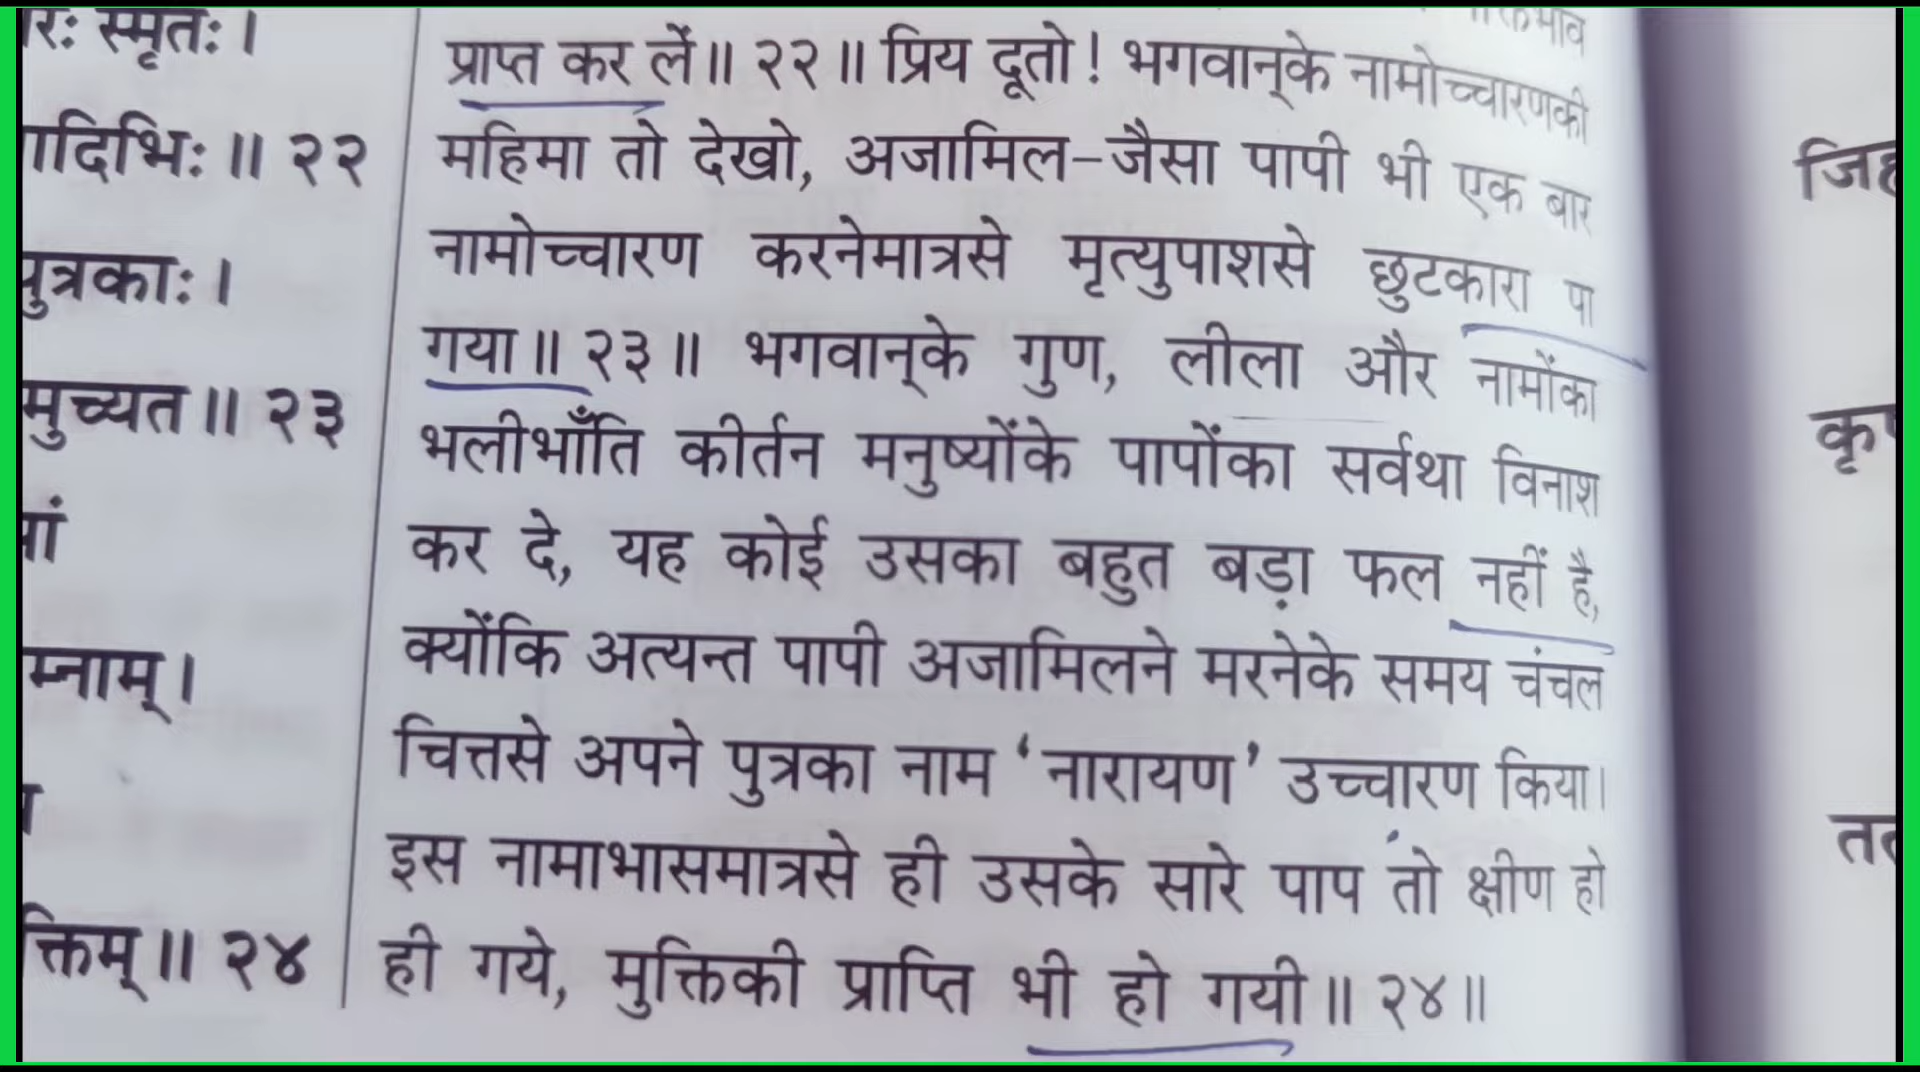 रः स्मृतः।
गादिभिः॥ २२
पुत्रकाः।
मुच्यत॥ २३
म्नाम्।
क्तिम्॥ २४
प्राप्त कर लें॥ २२॥ प्रिय दूतो! भगवान्‌के नामोच्चारणकी
महिमा तो देखो, अजामिल-जैसा पापी भी एक बार
नामोच्चारण करनेमात्रसे मृत्युपाशसे छुटकारा पा
गया॥ २३॥ भगवान्‌के गुण, लीला और नामोंका
भलीभाँति कीर्तन मनुष्योंके पापोंका सर्वथा विनाश
कर दे, यह कोई उसका बहुत बड़ा फल नहीं है,
क्योंकि अत्यन्त पापी अजामिलने मरनेके समय चंचल
चित्तसे अपने पुत्रका नाम ‘नारायण’ उच्चारण किया।
इस नामाभासमात्रसे ही उसके सारे पाप तो क्षीण हो
ही गये, मुक्तिकी प्राप्ति भी हो गयी॥ २४॥